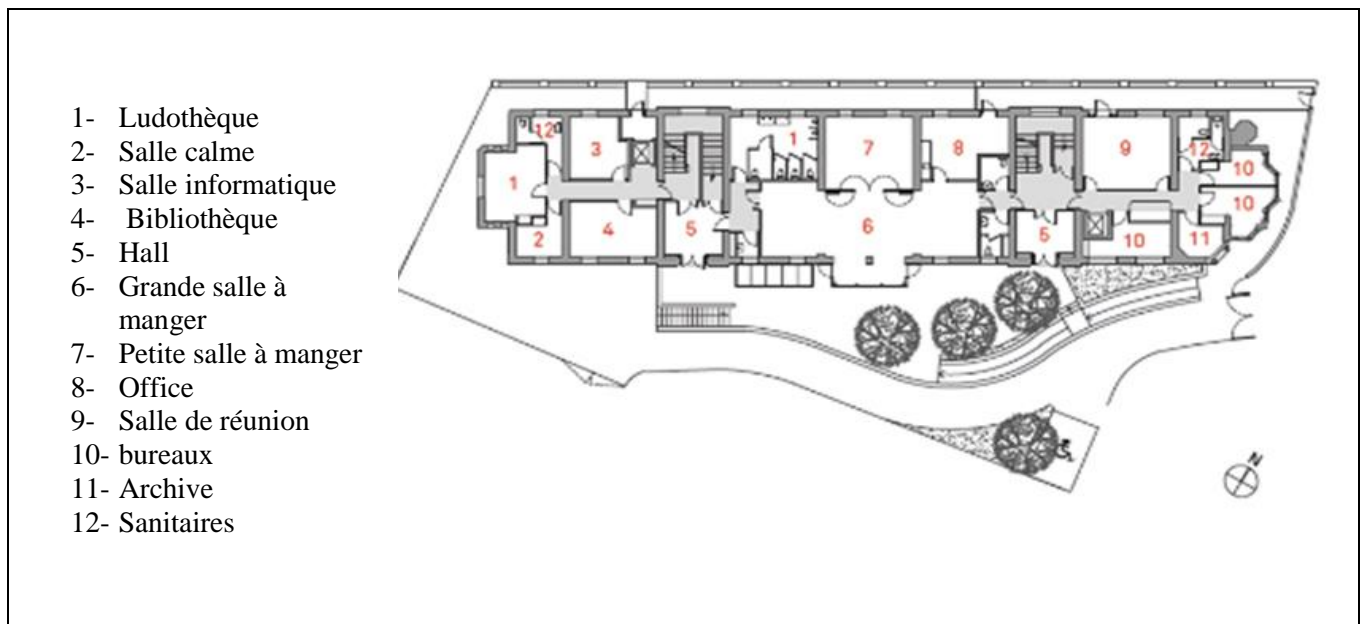 1- Ludothèque
2- Salle calme
3- Salle informatique
4- Bibliothèque
5- Hall
6- Grande salle à
manger
7- Petite salle à manger
8- Office
9- Salle de réunion
10- bureaux
11- Archive
12- Sanitaires
12
3
1
7
8
9
12
10
1
10
2
4
5
6
5
10
11
N